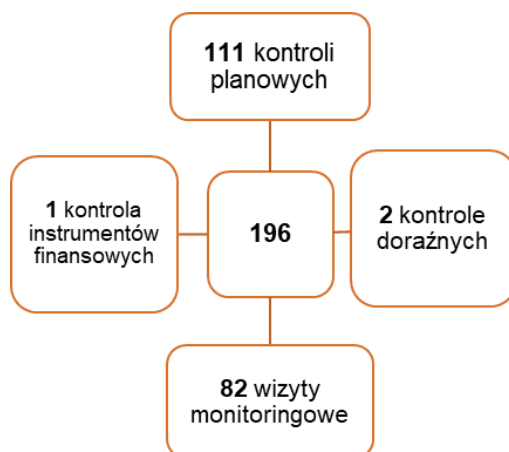 111 kontroli
planowych
1 kontrola
instrumentów
finansowych
196
2 kontrole
doraźnych
82 wizyty
monitoringowe